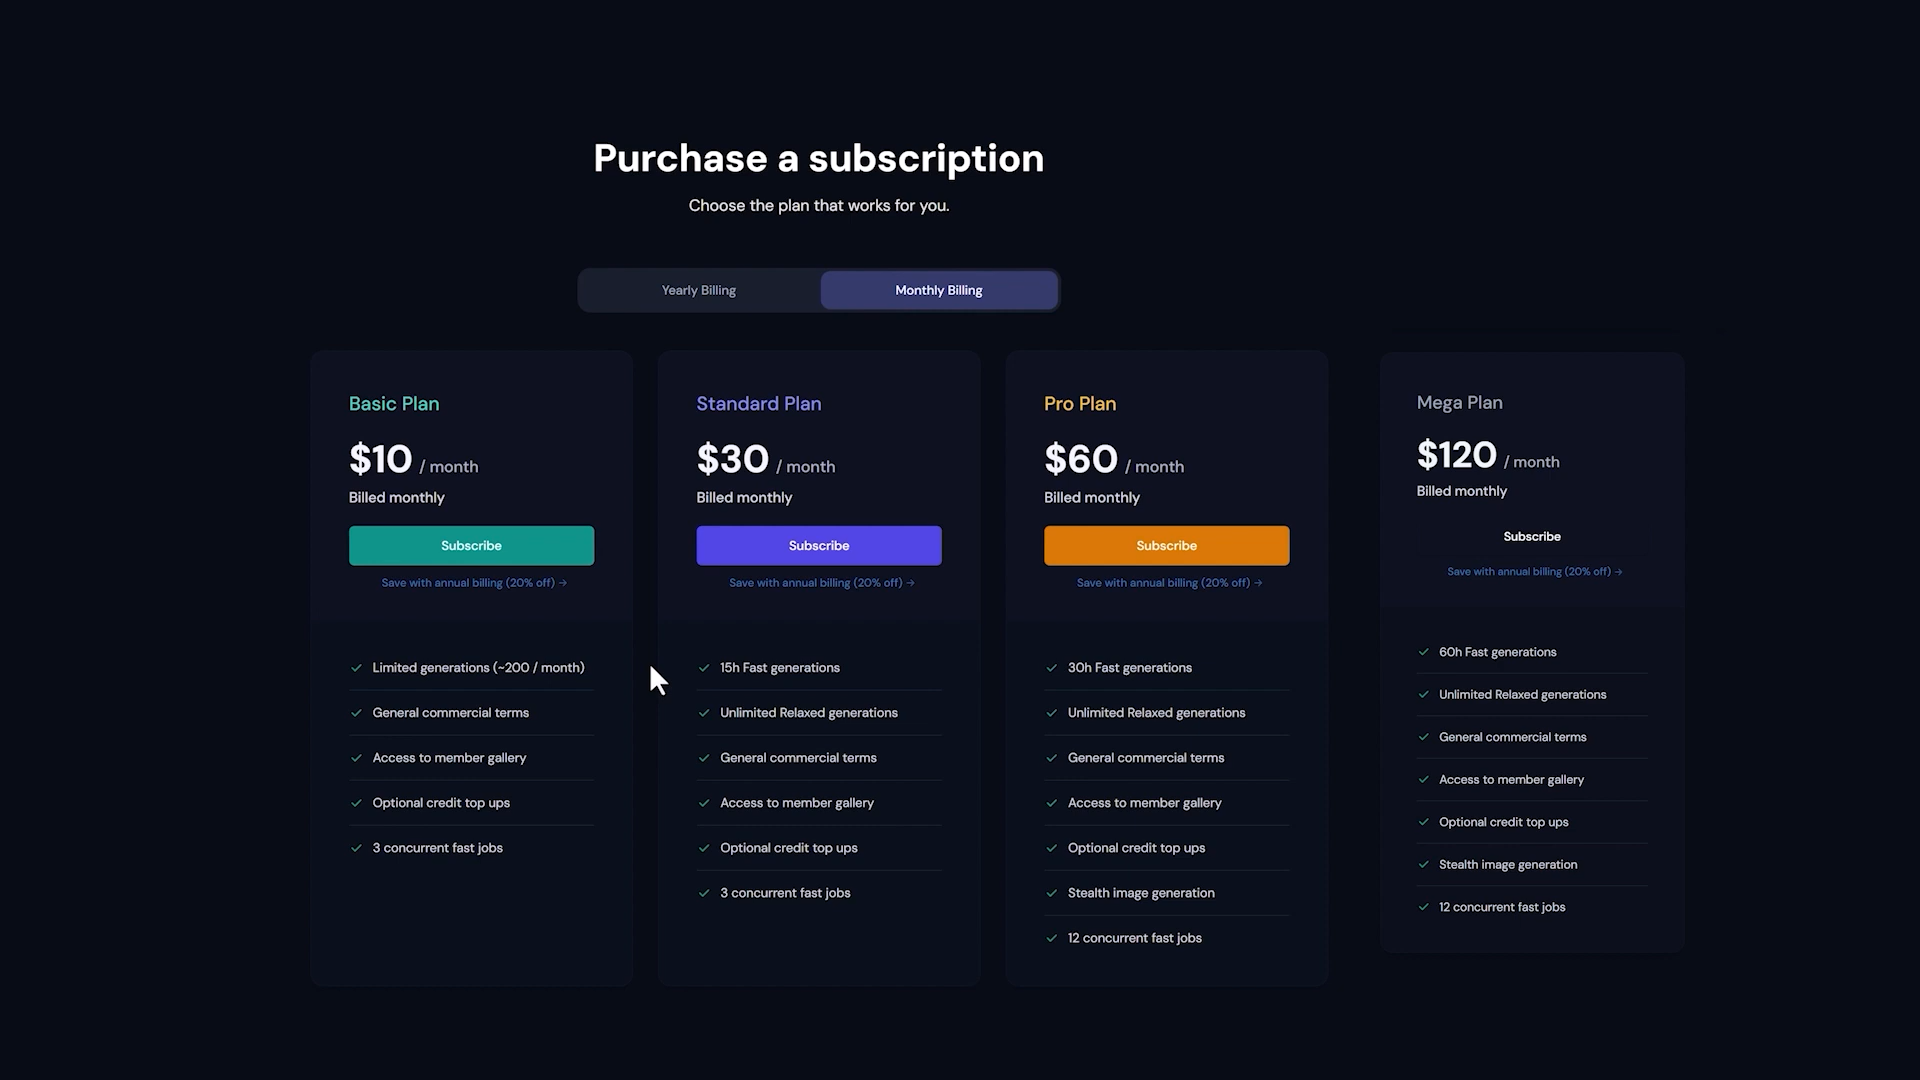 Purchase a subscription
Choose the plan that works for you.
Yearly Billing
Monthly Billing
Basic Plan
$10 / month
Billed monthly
Subscribe
Save with annual billing (20% off) →
Limited generations (~200 / month)
General commercial terms
Access to member gallery
Optional credit top ups
3 concurrent fast jobs
Standard Plan
$30 / month
Billed monthly
Subscribe
Save with annual billing (20% off) →
15h Fast generations
Unlimited Relaxed generations
General commercial terms
Access to member gallery
Optional credit top ups
3 concurrent fast jobs
Pro Plan
$60 / month
Billed monthly
Subscribe
Save with annual billing (20% off) →
30h Fast generations
Unlimited Relaxed generations
General commercial terms
Access to member gallery
Optional credit top ups
Stealth image generation
12 concurrent fast jobs
Mega Plan
$120 / month
Billed monthly
Subscribe
Save with annual billing (20% off) →
60h Fast generations
Unlimited Relaxed generations
General commercial terms
Access to member gallery
Optional credit top ups
Stealth image generation
12 concurrent fast jobs